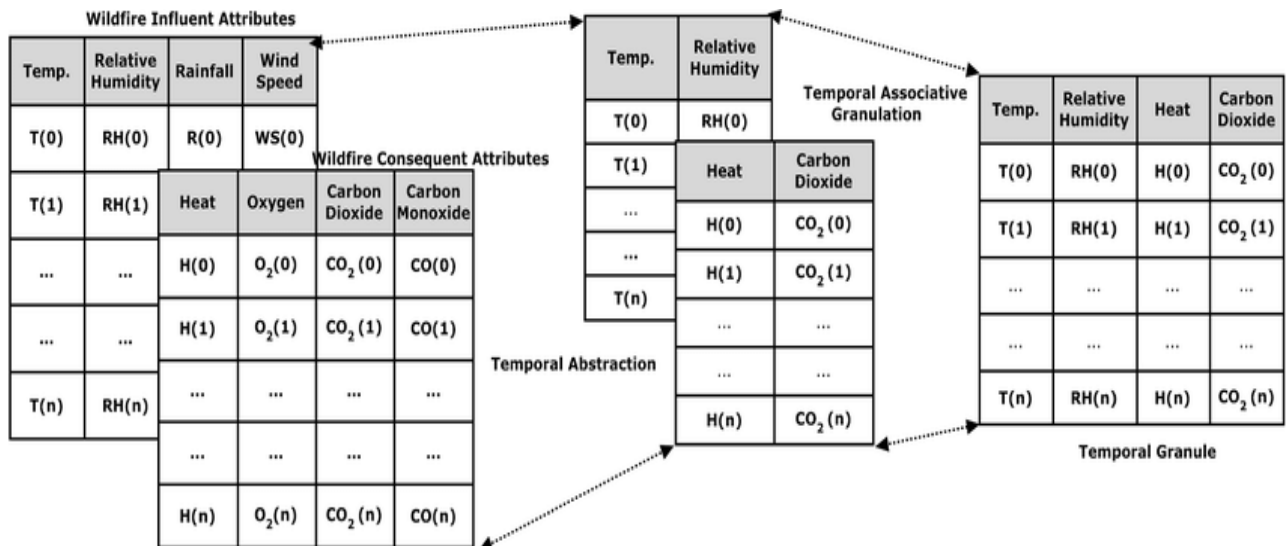 Wildfire Influent Attributes
Temp. Relative Humidity Rainfall Wind Speed
T(0) RH(0) R(0) WS(0)
T(1) RH(1)
... ...
... ...
T(n) RH(n)
Wildfire Consequent Attributes
Heat Oxygen Carbon Dioxide Carbon Monoxide
H(0) O₂(0) CO₂(0) CO(0)
H(1) O₂(1) CO₂(1) CO(1)
... ... ... ...
... ... ... ...
H(n) O₂(n) CO₂(n) CO(n)
Temporal Abstraction
Temp. Relative Humidity
T(0) RH(0)
T(1)
...
...
T(n)
Heat Carbon Dioxide
H(0) CO₂(0)
H(1) CO₂(1)
... ...
... ...
H(n) CO₂(n)
Temporal Associative
Granulation
Temp. Relative Humidity Heat Carbon Dioxide
T(0) RH(0) H(0) CO₂(0)
T(1) RH(1) H(1) CO₂(1)
... ... ... ...
... ... ... ...
T(n) RH(n) H(n) CO₂(n)
Temporal Granule